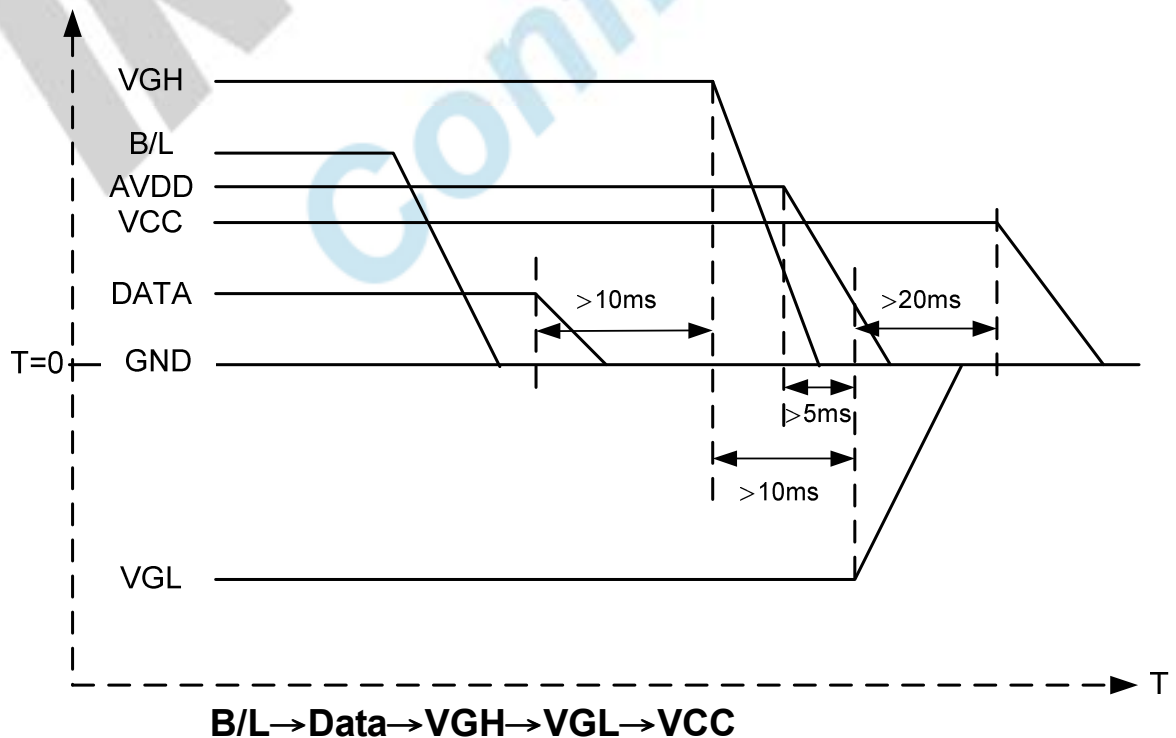 VGH
B/L
AVDD
VCC
DATA
>10ms
>20ms
T=0
GND
>5ms
>10ms
VGL
T
B/L→Data→VGH→VGL→VCC